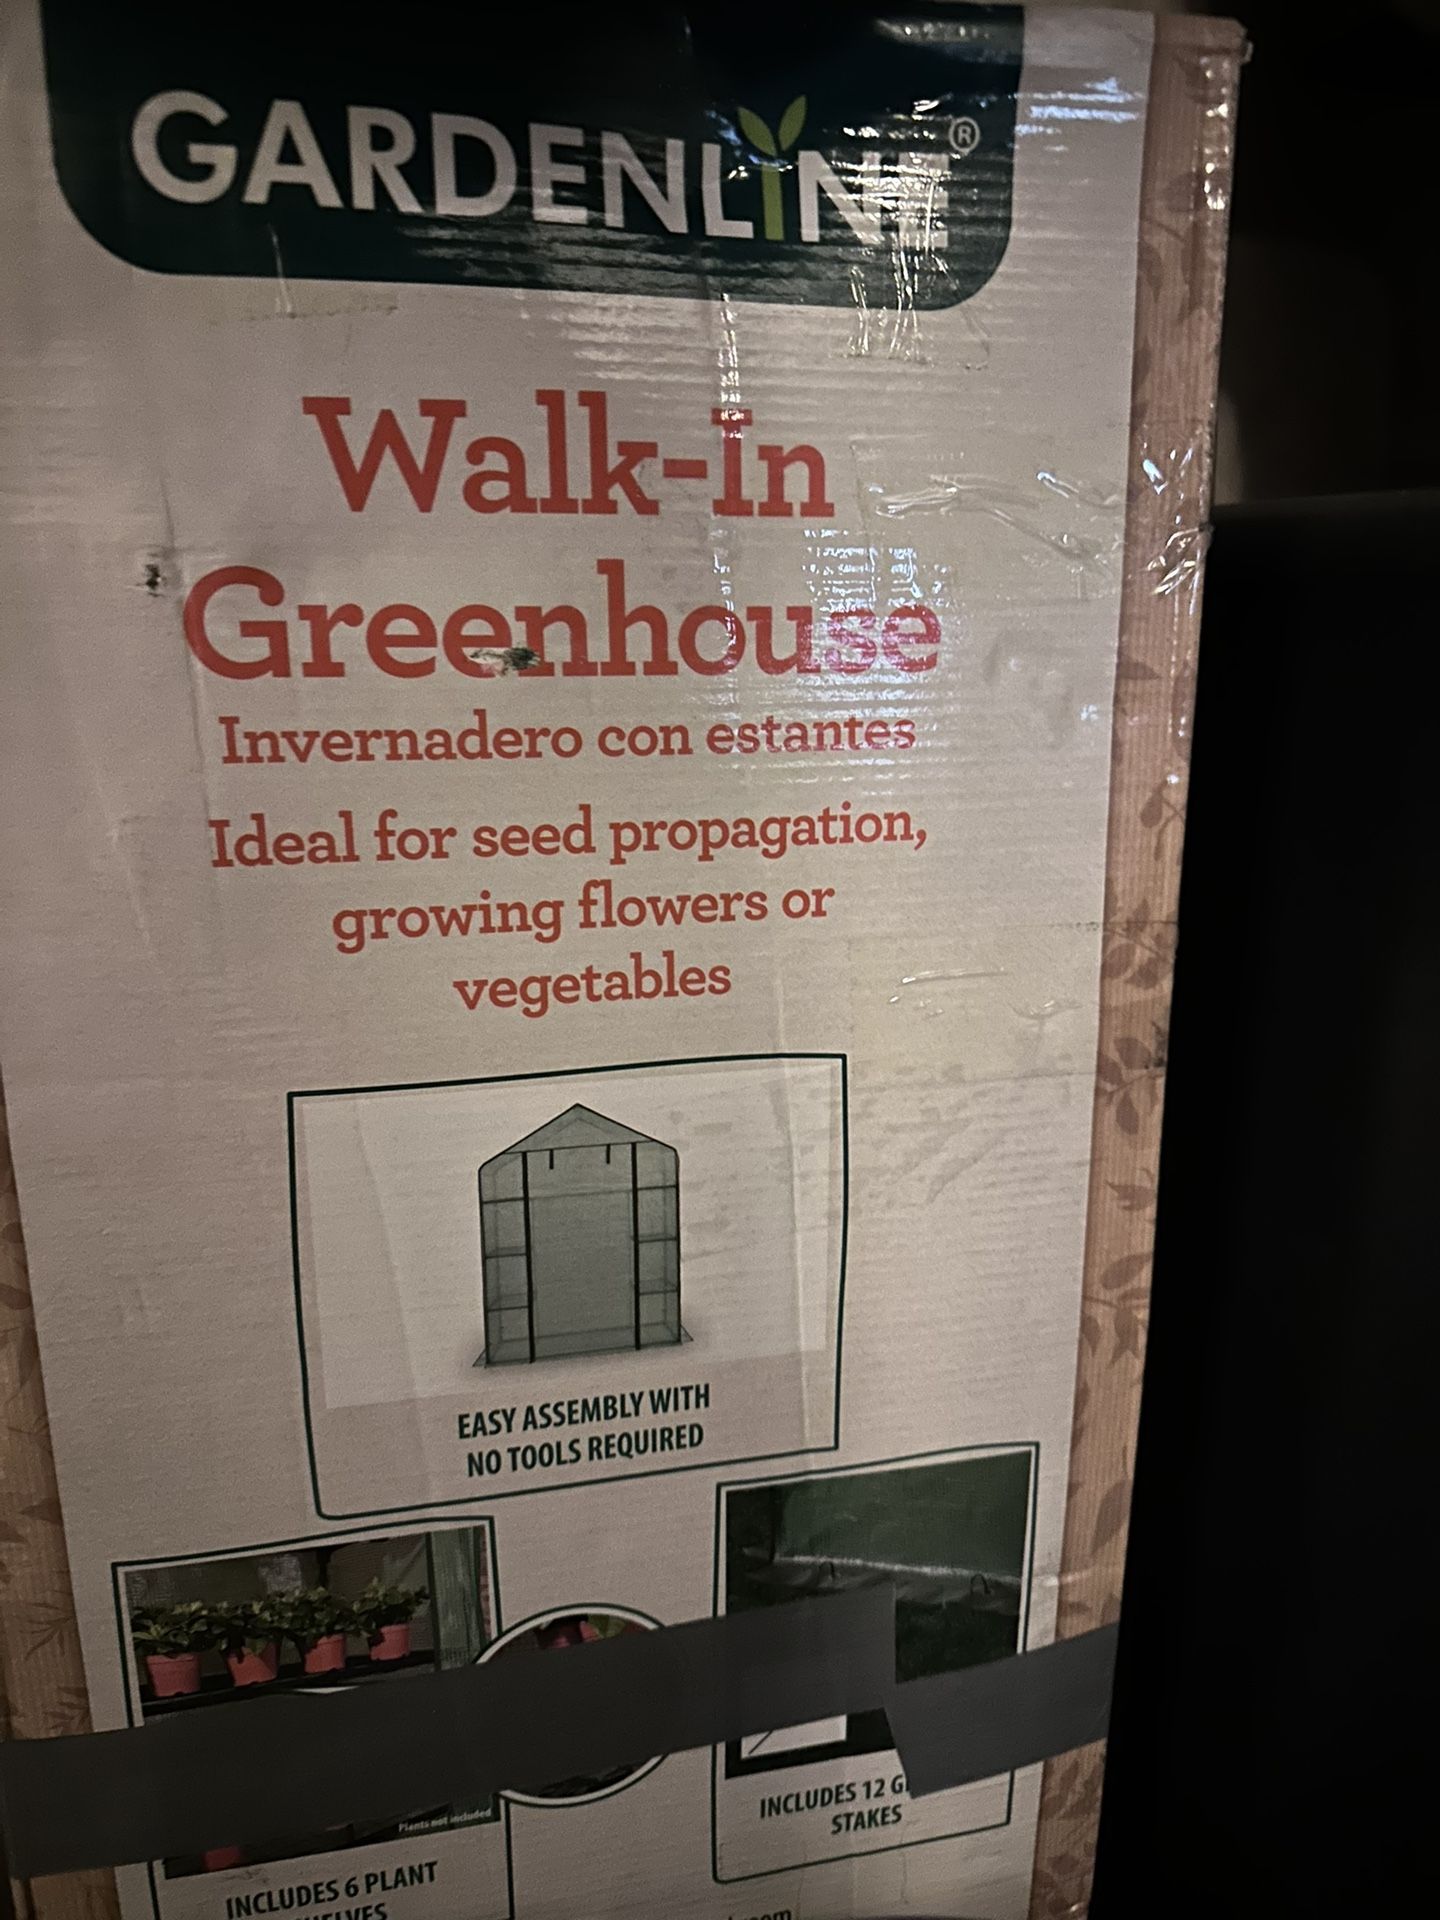 GARDENLINE®
Walk-In
Greenhouse
Invernadero con estantes
Ideal for seed propagation,
growing flowers or
vegetables
EASY ASSEMBLY WITH
NO TOOLS REQUIRED
Plants not included
INCLUDES 6 PLANT
INCLUDES 12
STAKES